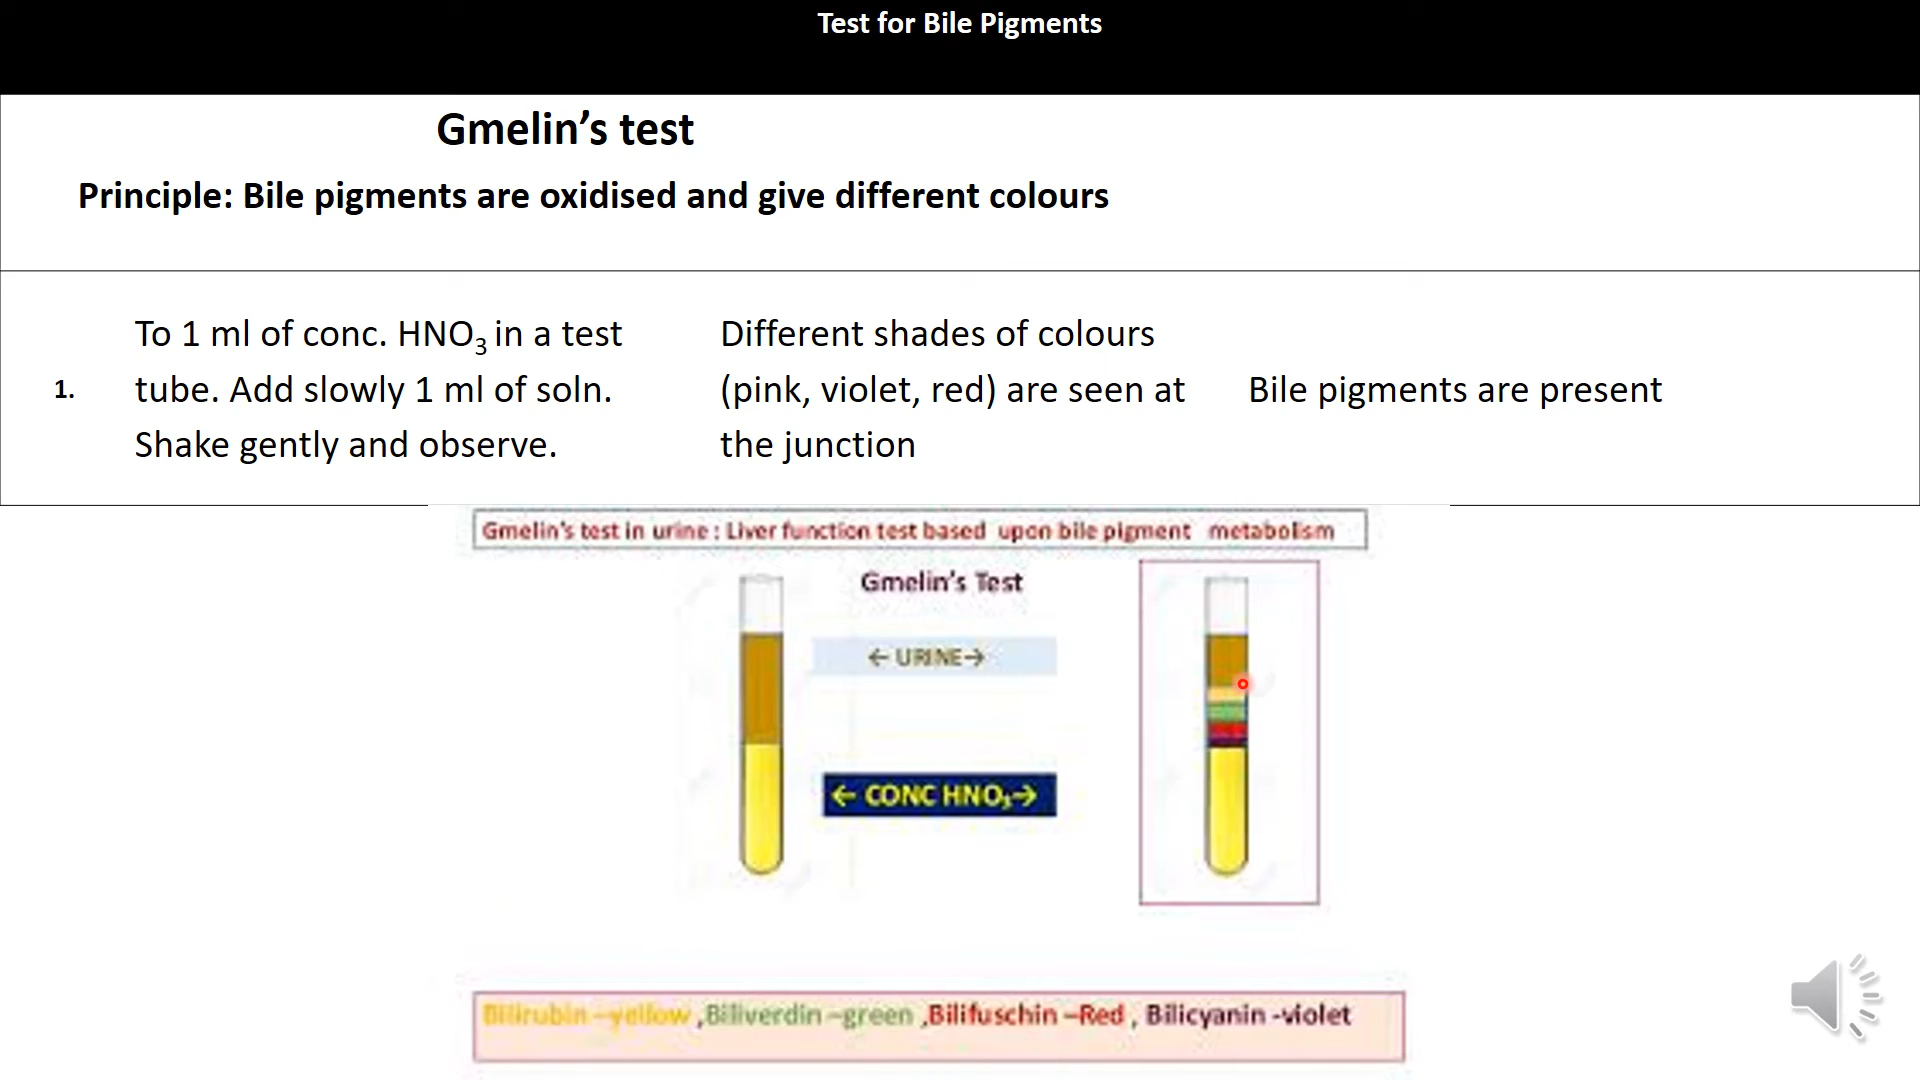 Test for Bile Pigments
Gmelin’s test
Principle: Bile pigments are oxidised and give different colours
1.
To 1 ml of conc. HNO₃ in a test
tube. Add slowly 1 ml of soln.
Shake gently and observe.
Different shades of colours
(pink, violet, red) are seen at
the junction
Bile pigments are present
Gmelin’s test in urine : Liver function test based upon bile pigment metabolism
Gmelin’s Test
← URINE→
← CONC HNO₃→
Bilirubin –yellow ,Biliverdin –green ,Bilifuschin –Red , Bilicyanin -violet